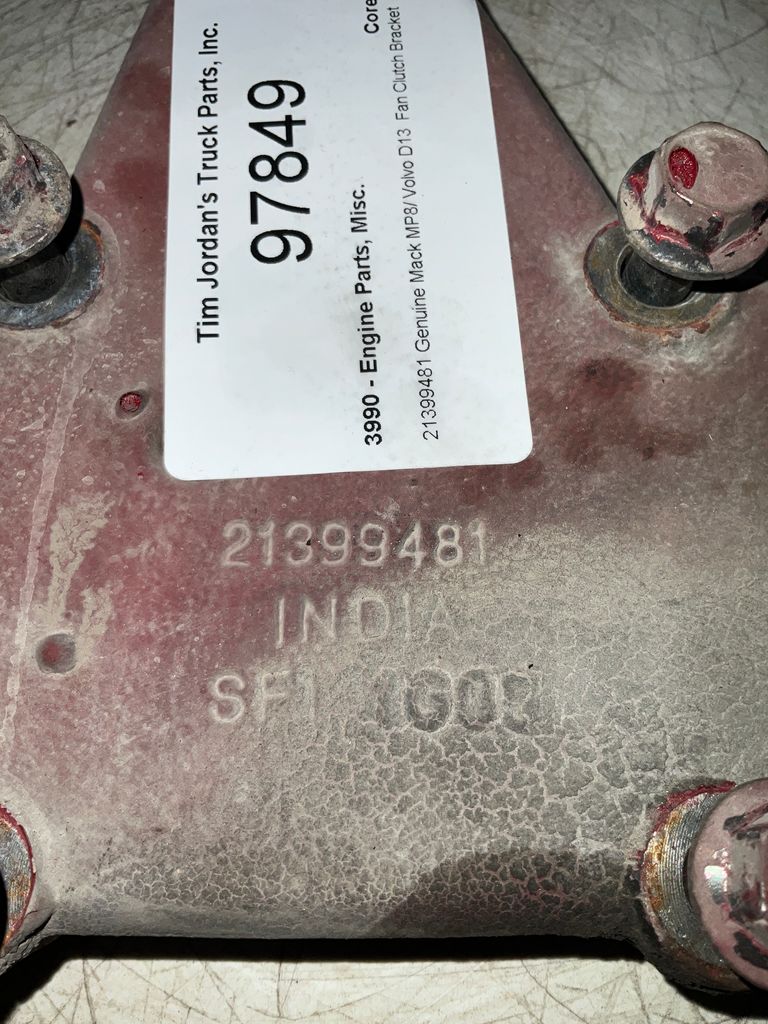 Tim Jordan's Truck Parts, Inc.
97849
3990 - Engine Parts, Misc.
Core
21399481 Genuine Mack MP8/ Volvo D13 Fan Clutch Bracket
21399481
INDIA
SF1